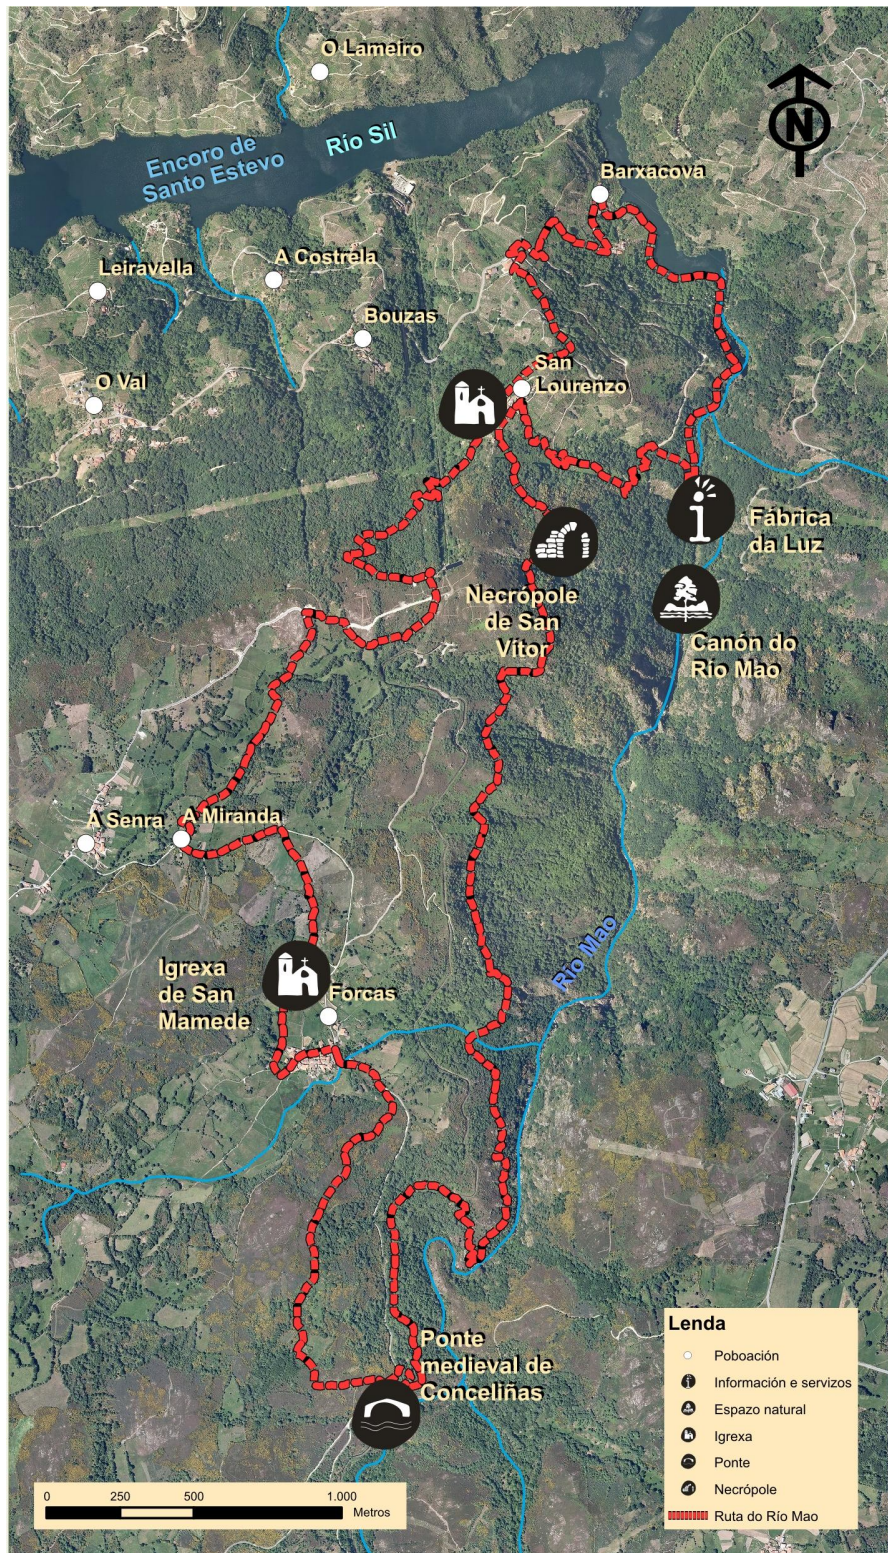 O Lameiro
Río Sil
Encoro de
Santo Estevo
N
Barxacova
Leiravella
A Costrela
Bouzas
O Val
San
Lourenzo
Fábrica
da Luz
Necrópole
de San
Vítor
Canón do
Río Mao
A Senra
A Miranda
Río Mao
Igrexa
de San
Mamede
Forcas
Ponte
medieval de
Conceliñas
Lenda
Poboación
Información e servizos
Espazo natural
Igrexa
Ponte
Necrópole
Ruta do Río Mao
0 250 500 1.000
Metros